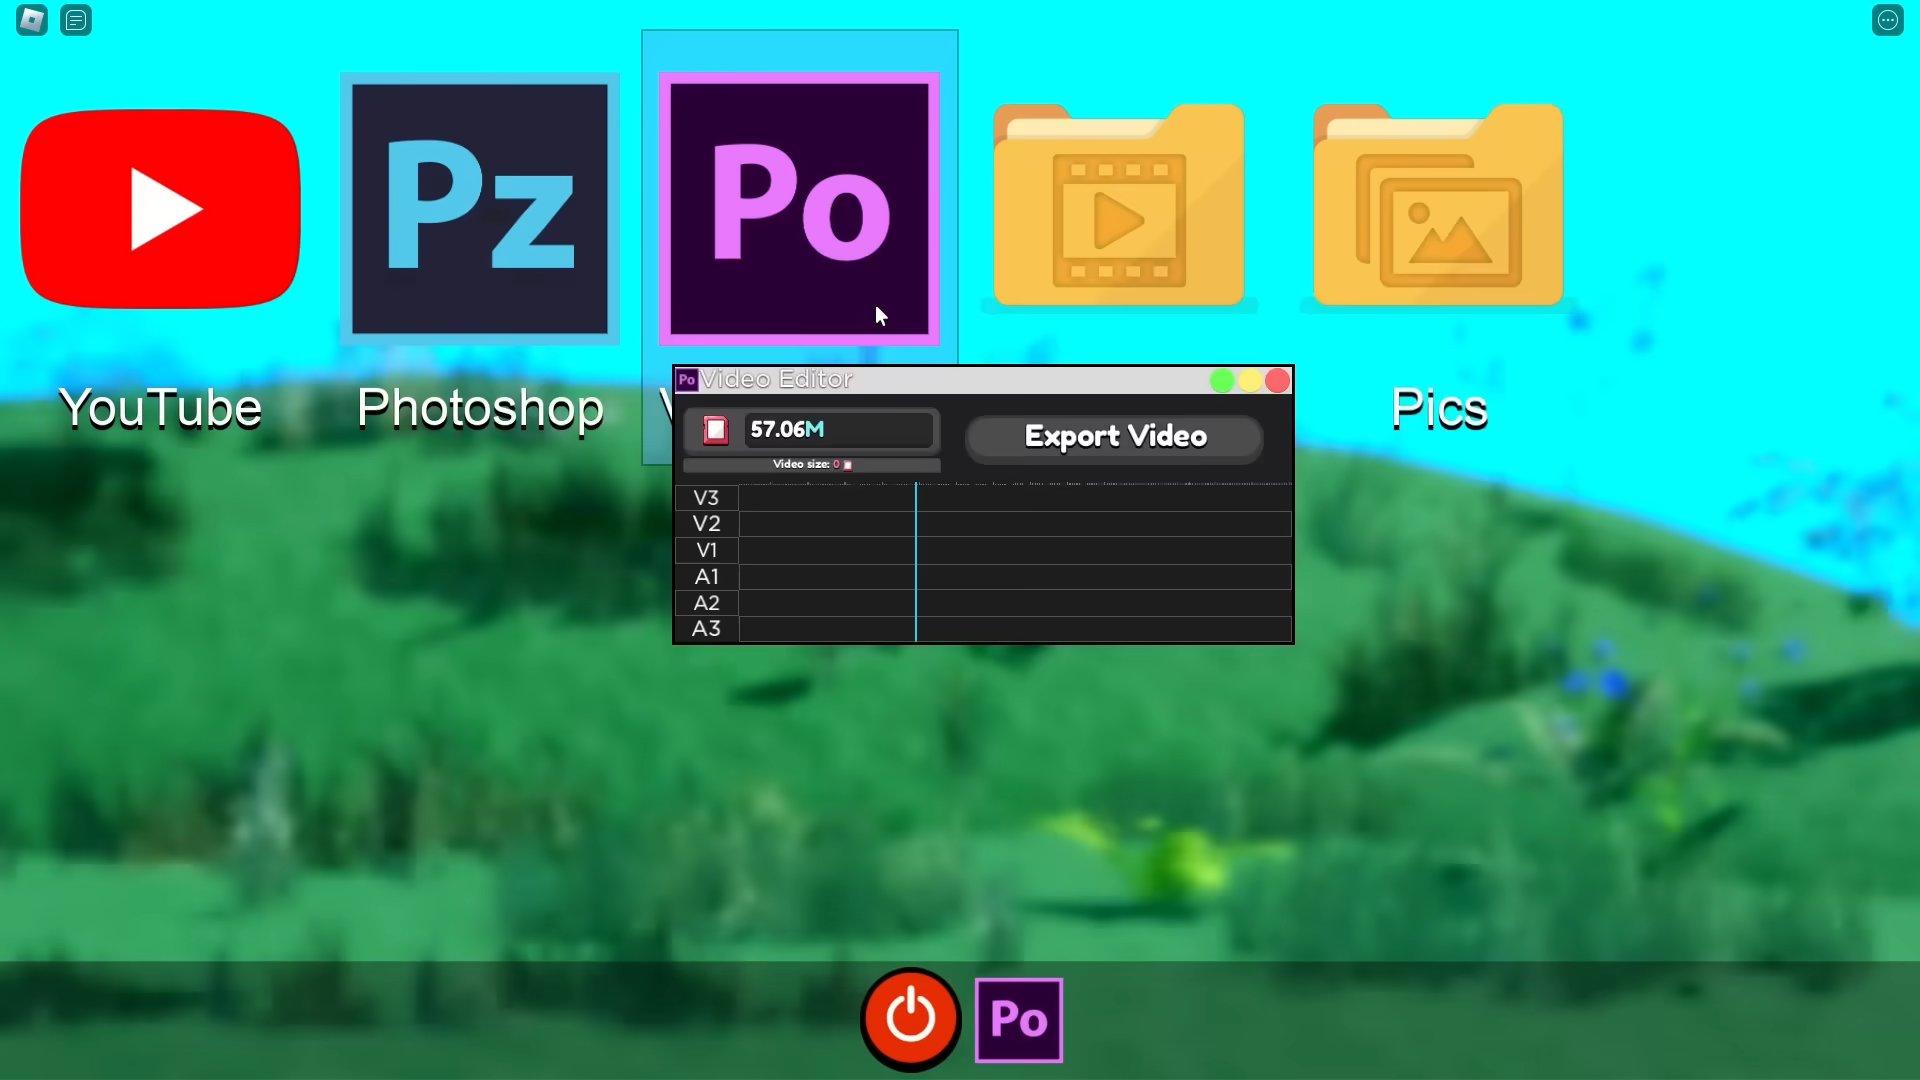 Pz
Po
YouTube
Photoshop
V
Pics
Po Video Editor
57.06M
Export Video
Video size: 0
V3
V2
V1
A1
A2
A3
Po